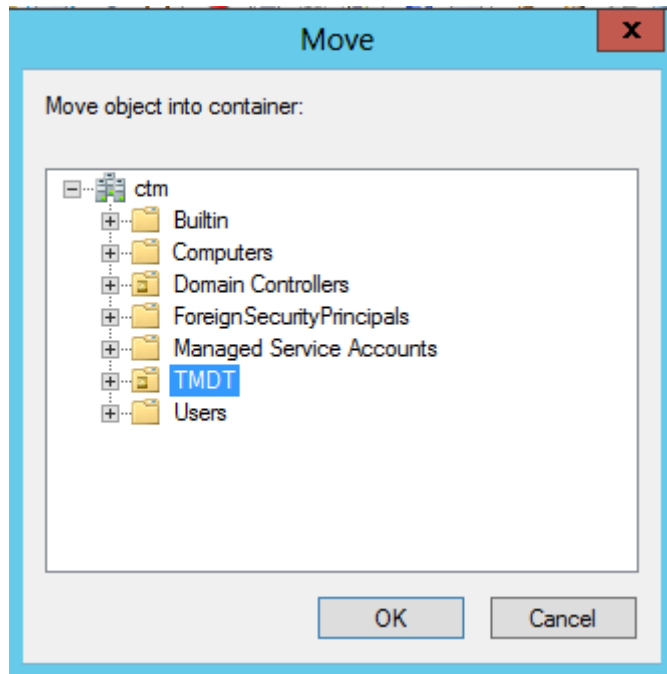 Move
x
Move object into container:
ctm
Builtin
Computers
Domain Controllers
ForeignSecurityPrincipals
Managed Service Accounts
TMDT
Users
OK Cancel